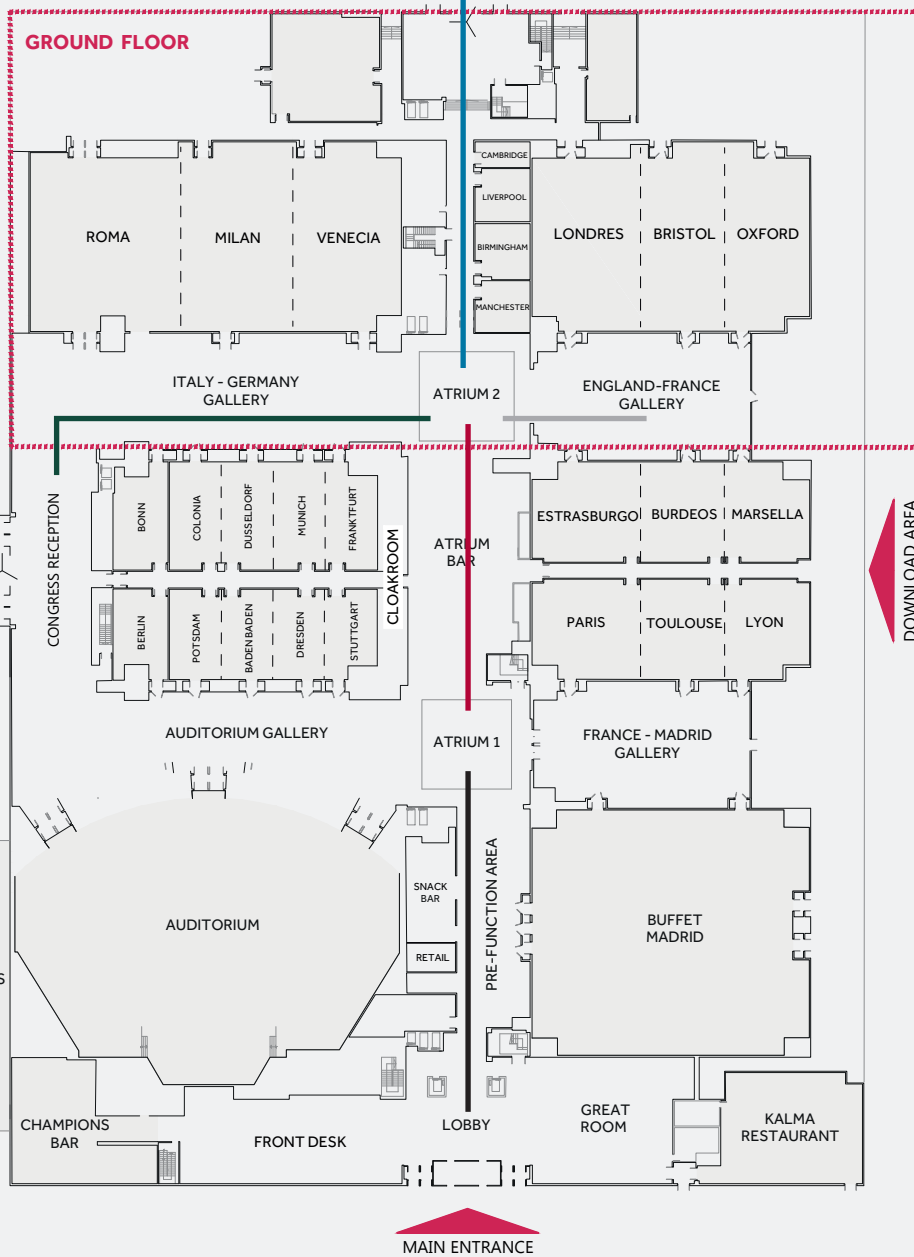 GROUND FLOOR
CAMBRIDGE
LIVERPOOL
BIRMINGHAM
MANCHESTER
ROMA
MILAN
VENECIA
LONDRES
BRISTOL
OXFORD
ITALY - GERMANY
GALLERY
ATRIUM 2
ENGLAND-FRANCE
GALLERY
CONGRESS RECEPTION
BONN
COLONIA
DUSSELDORF
MUNICH
FRANKTFURT
CLOAKROOM
ATRIUM
BAR
ESTRASBURGO
BURDEOS
MARSELLA
DOWNLOAD AREA
BERLIN
POTSDAM
BADEN BADEN
DRESDEN
STUTTGART
PARIS
TOULOUSE
LYON
AUDITORIUM GALLERY
ATRIUM 1
FRANCE - MADRID
GALLERY
PRE-FUNCTION AREA
SNACK
BAR
AUDITORIUM
RETAIL
BUFFET
MADRID
S
CHAMPIONS
BAR
FRONT DESK
LOBBY
GREAT
ROOM
KALMA
RESTAURANT
MAIN ENTRANCE